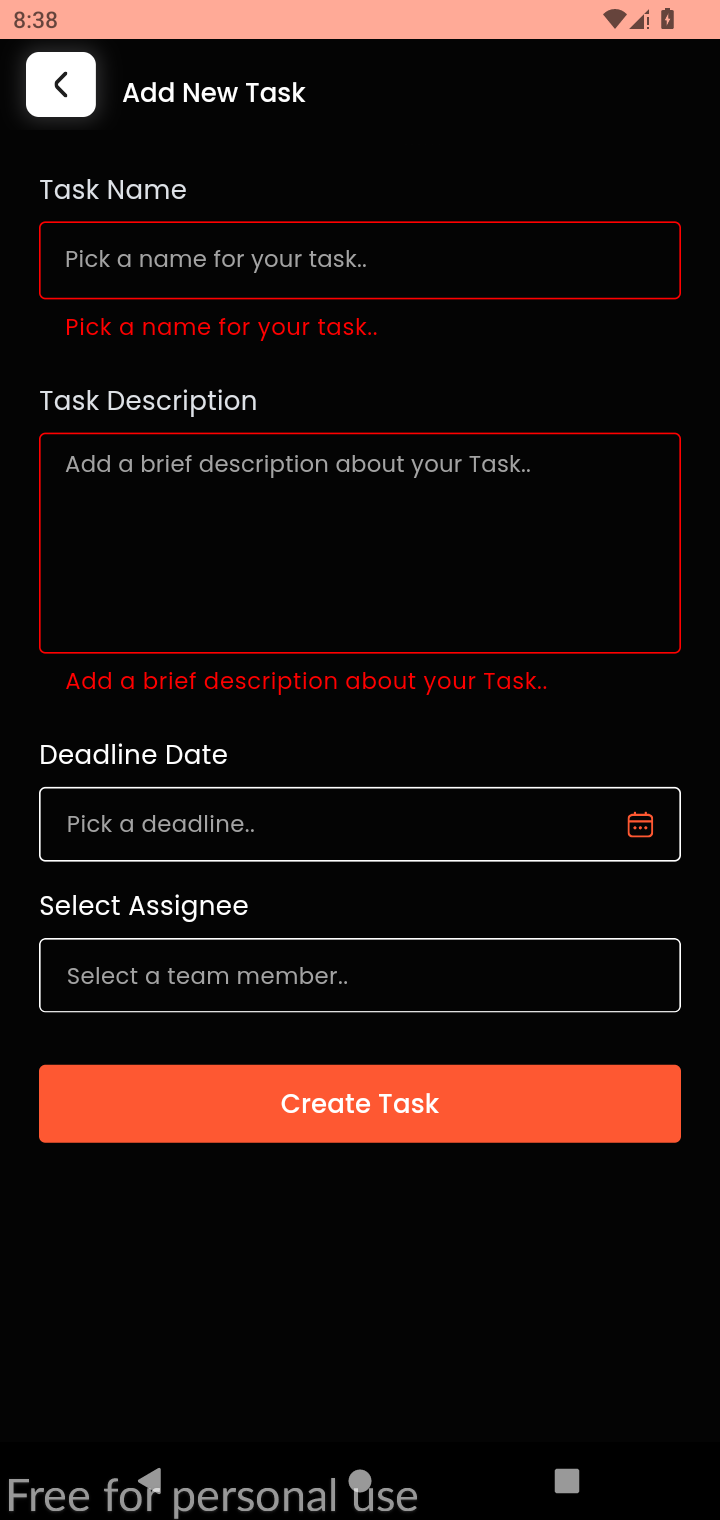 8:38
Add New Task
Task Name
Pick a name for your task..
Pick a name for your task..
Task Description
Add a brief description about your Task..
Add a brief description about your Task..
Deadline Date
Pick a deadline..
Select Assignee
Select a team member..
Create Task
Free for personal use